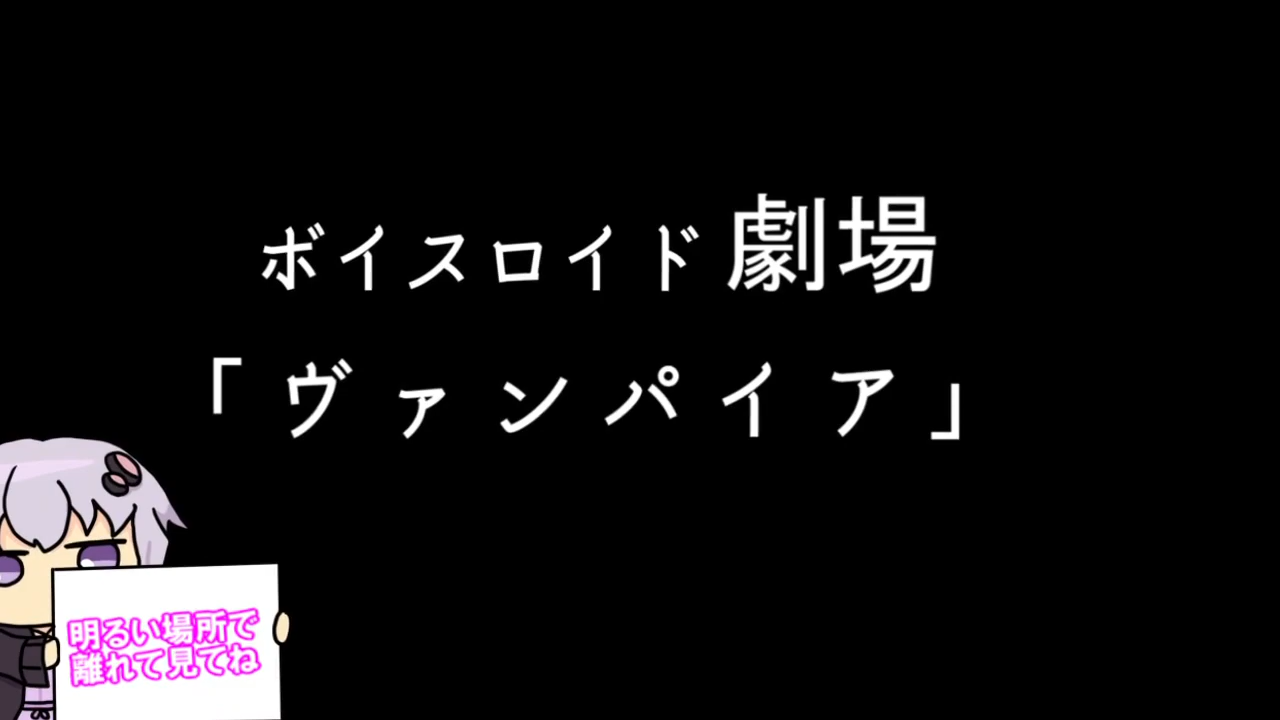 ボイスロイド劇場
「ヴァンパイア」
明るい場所で
離れて見てね